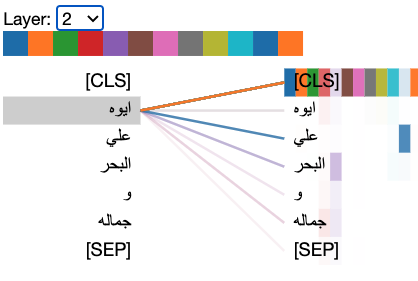 Layer: 2
[CLS] [CLS]
ايوه ايوه
علي علي
البحر البحر
و و
جماله جماله
[SEP] [SEP]